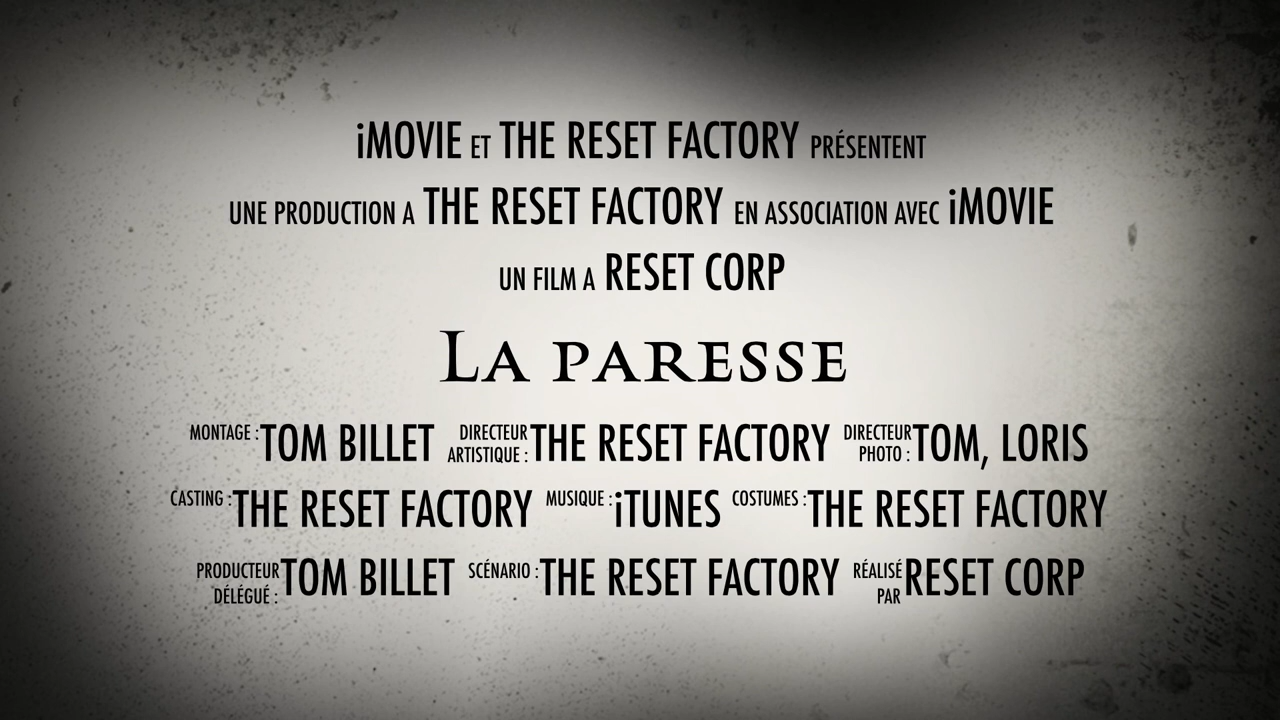 iMOVIE ET THE RESET FACTORY PRÉSENTENT
UNE PRODUCTION A THE RESET FACTORY EN ASSOCIATION AVEC iMOVIE
UN FILM A RESET CORP
LA PARESSE
MONTAGE : TOM BILLET DIRECTEUR ARTISTIQUE : THE RESET FACTORY DIRECTEUR PHOTO : TOM, LORIS
CASTING : THE RESET FACTORY MUSIQUE : iTUNES COSTUMES : THE RESET FACTORY
PRODUCTEUR DÉLÉGUÉ : TOM BILLET SCÉNARIO : THE RESET FACTORY RÉALISÉ PAR RESET CORP